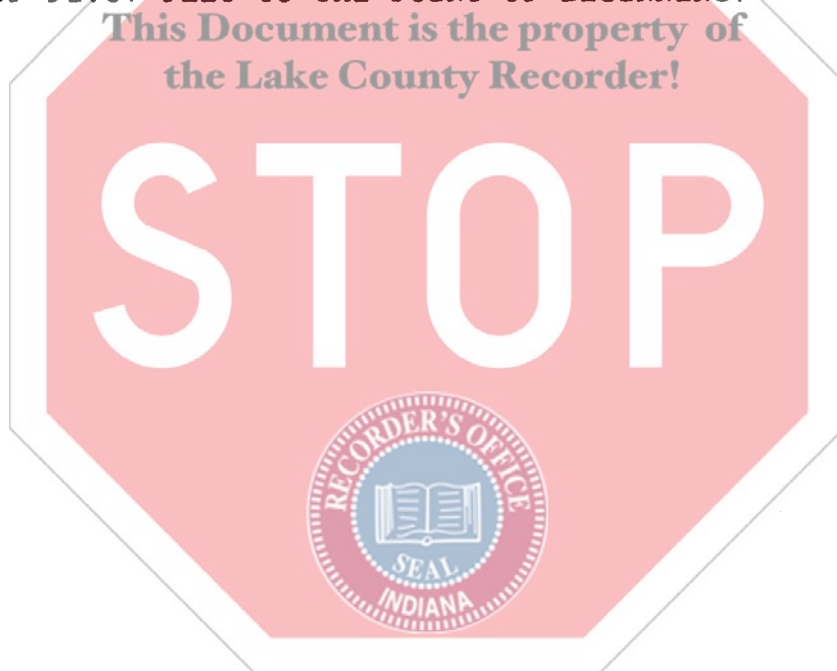 This Document is the property of
the Lake County Recorder!
STOP
RECORDER'S OFFICE
SEAL
INDIANA